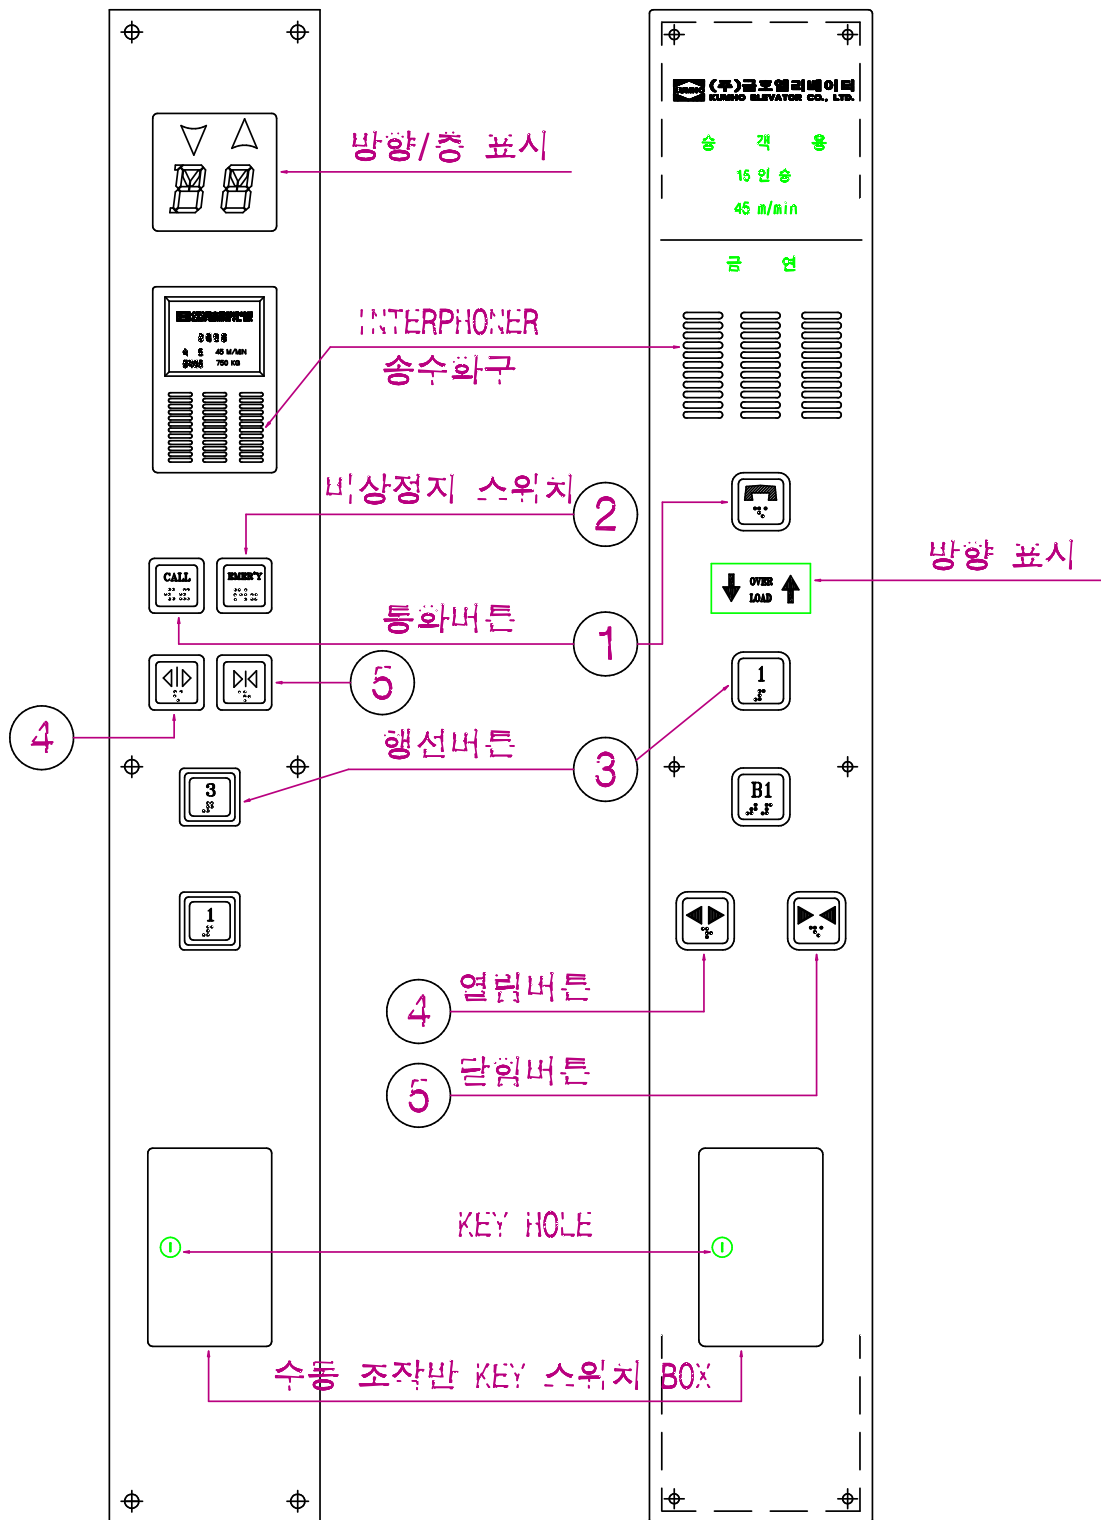 (주)금호엘리베이터
KUMHO ELEVATOR CO., LTD.
승 객 용
15 인승
45 m/min
금 연
방향/층 표시
INTERPHONER
송수화구
45 M/MIN
750 KG
비상정지 스위치
2
CALL
EMER'Y
통화버튼
1
OVER
LOAD
방향 표시
5
4
1
행선버튼
3
3
B1
1
열림버튼
4
닫힘버튼
5
KEY HOLE
수동 조작반 KEY 스위치 BOX